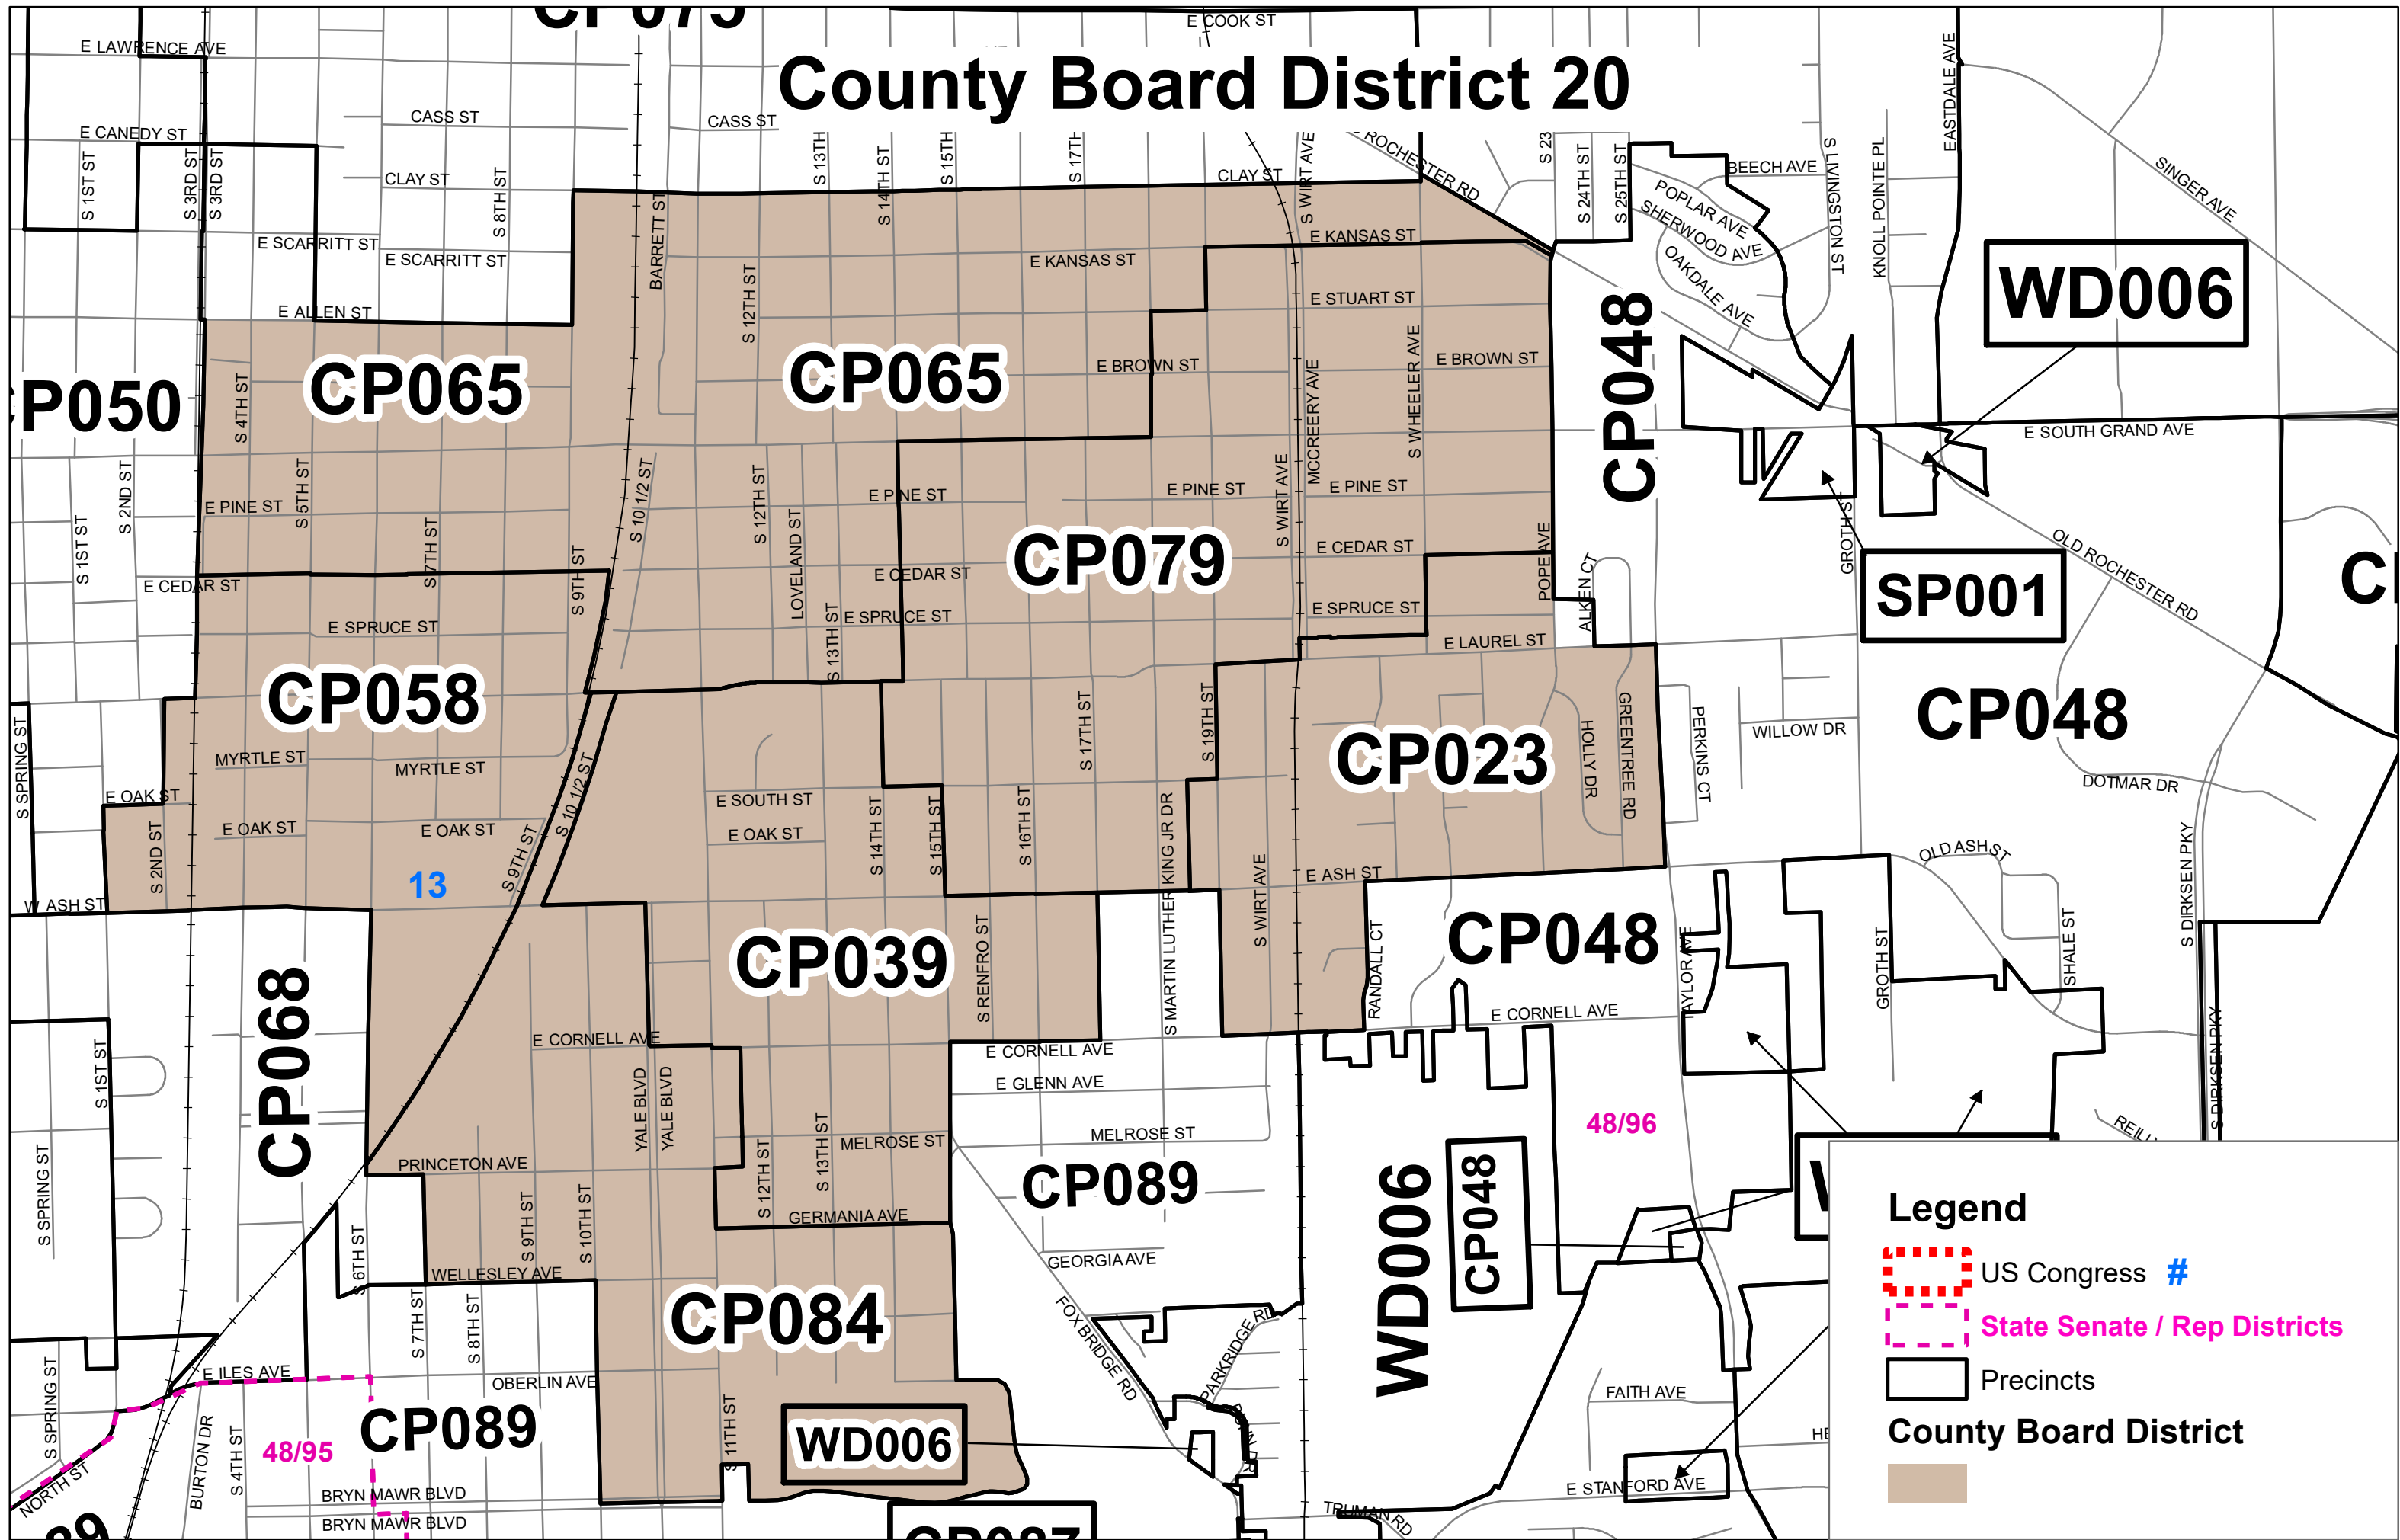 County Board District 20
E COOK ST
E LAWRENCE AVE
CASS ST
CASS ST
E CANEDY ST
S 1ST ST
S 3RD ST
S 3RD ST
CLAY ST
S 8TH ST
S 13TH
S 14TH ST
S 15TH
S 17TH
CLAY ST
S WIRT AVE
ROCHESTER RD
S 23
S 24TH ST
S 25TH ST
BEECH AVE
POPLAR AVE
SHERWOOD AVE
OAKDALE AVE
S LIVINGSTON ST
KNOLL POINTE PL
EASTDALE AVE
SINGER AVE
E SCARRITT ST
E SCARRITT ST
BARRETT ST
E KANSAS ST
E KANSAS ST
E ALLEN ST
S 12TH ST
E STUART ST
WD006
CP050
CP065
CP065
CP048
S 4TH ST
E BROWN ST
E BROWN ST
MCCREERY AVE
S WHEELER AVE
E SOUTH GRAND AVE
S 2ND ST
S 1ST ST
E PINE ST
S 5TH ST
S 7TH ST
S 9TH ST
S 10 1/2 ST
S 12TH ST
LOVELAND ST
E PINE ST
E PINE ST
E PINE ST
S WIRT AVE
CP079
E CEDAR ST
E CEDAR ST
E CEDAR ST
POPE AVE
ALKEN CT
GROTH ST
SP001
OLD ROCHESTER RD
E SPRUCE ST
E SPRUCE ST
E SPRUCE ST
S 13TH ST
E LAUREL ST
CP058
CP023
CP048
S SPRING ST
MYRTLE ST
MYRTLE ST
S 10 1/2 ST
S 17TH ST
S 19TH ST
HOLLY DR
GREENTREE RD
PERKINS CT
WILLOW DR
DOTMAR DR
E OAK ST
E OAK ST
E OAK ST
E SOUTH ST
E OAK ST
S 2ND ST
S 9TH ST
S 14TH ST
S 15TH ST
S 16TH ST
S MARTIN LUTHER KING JR DR
13
W ASH ST
E ASH ST
S WIRT AVE
OLD ASH ST
S DIRKSEN PKY
SHALE ST
CP068
CP039
CP048
S RENFRO ST
RANDALL CT
TAYLOR AVE
GROTH ST
E CORNELL AVE
E CORNELL AVE
E CORNELL AVE
S 1ST ST
E GLENN AVE
YALE BLVD
YALE BLVD
S DIRKSEN PKY
48/96
MELROSE ST
MELROSE ST
PRINCETON AVE
S 12TH ST
S 13TH ST
CP089
WD006
CP048
S SPRING ST
S 6TH ST
S 9TH ST
S 10TH ST
GERMANIA AVE
GEORGIA AVE
WELLESLEY AVE
CP084
FOXBRIDGE RD
PARKRIDGE RD
S 7TH ST
S 8TH ST
E ILES AVE
OBERLIN AVE
S SPRING ST
BURTON DR
S 4TH ST
48/95
CP089
S 11TH ST
WD006
FAITH AVE
E STANFORD AVE
NORTH ST
BRYN MAWR BLVD
BRYN MAWR BLVD
TRUMAN RD
CP087
Legend
US Congress #
State Senate / Rep Districts
Precincts
County Board District